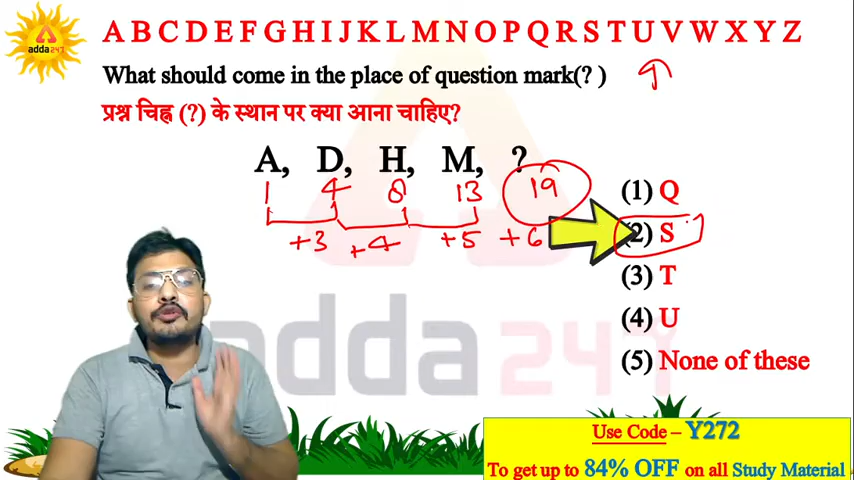 A B C D E F G H I J K L M N O P Q R S T U V W X Y Z
adda247
What should come in the place of question mark(? )
प्रश्न चिह्न (?) के स्थान पर क्या आना चाहिए?
A, D, H, M, ?
1 4 8 13 19
+3 +4 +5 +6
(1) Q
(2) S
(3) T
(4) U
(5) None of these
adda 247
Use Code – Y272
To get up to 84% OFF on all Study Material